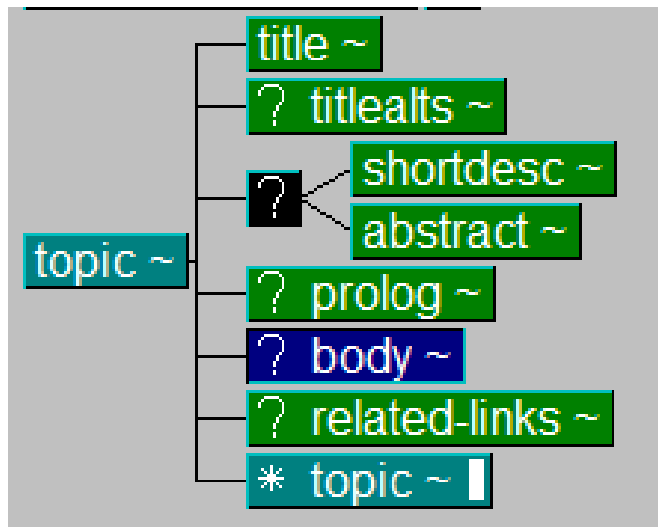 title ~
? titlealts ~
shortdesc ~
?
abstract ~
topic ~
? prolog ~
? body ~
? related-links ~
* topic ~